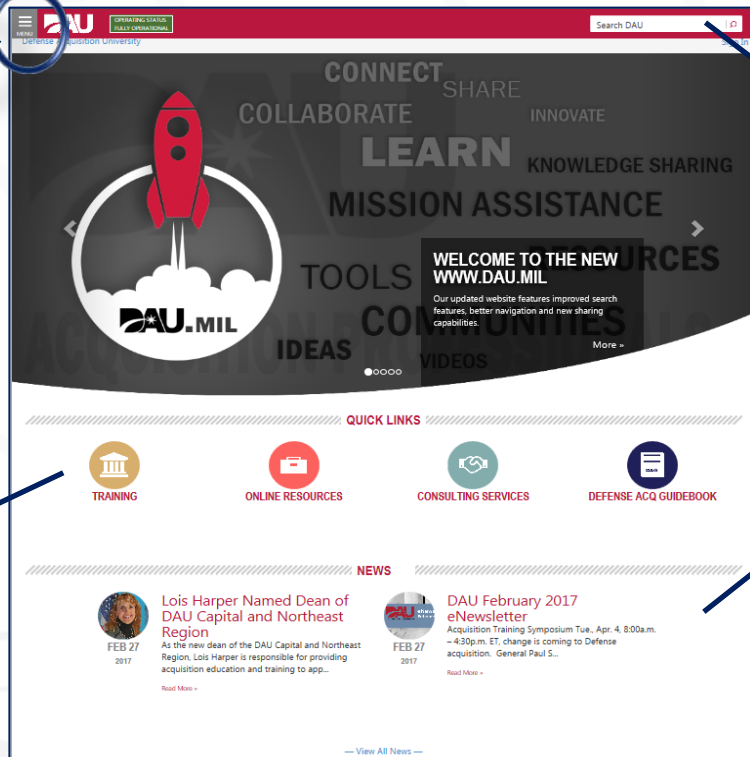 MENU
DAU
OPERATING STATUS
FULLY OPERATIONAL
Search DAU
Defense Acquisition University
Sign In
CONNECT
SHARE
COLLABORATE
INNOVATE
LEARN
KNOWLEDGE SHARING
MISSION ASSISTANCE
RESOURCES
TOOLS
WELCOME TO THE NEW
WWW.DAU.MIL
Our updated website features improved search
features, better navigation and new sharing
capabilities.
More »
DAU.MIL
COMMUNITIES
IDEAS
VIDEOS
ACQUISITION PROFESSIONALS
QUICK LINKS
TRAINING
ONLINE RESOURCES
CONSULTING SERVICES
DEFENSE ACQ GUIDEBOOK
NEWS
Lois Harper Named Dean of
DAU Capital and Northeast
Region
FEB 27
2017
As the new dean of the DAU Capital and Northeast
Region, Lois Harper is responsible for providing
acquisition education and training to app...
Read More »
DAU February 2017
eNewsletter
FEB 27
2017
Acquisition Training Symposium Tue., Apr. 4, 8:00a.m.
– 4:30p.m. ET, change is coming to Defense
acquisition. General Paul S...
Read More »
— View All News —